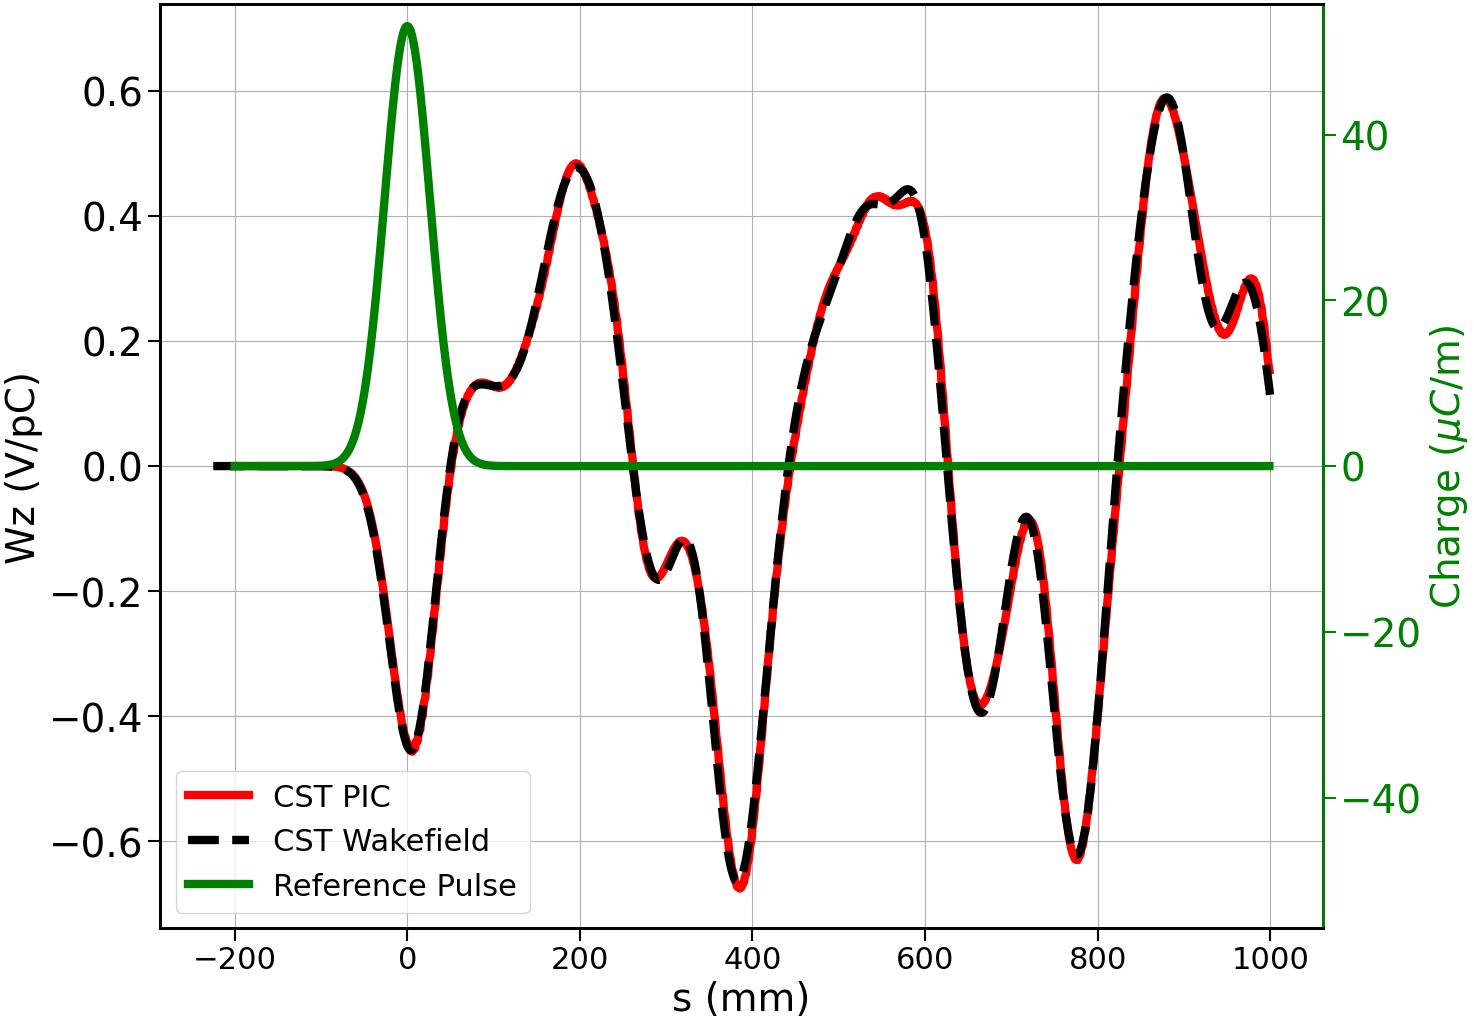 Wz (V/pC)
0.6
0.4
0.2
0.0
−0.2
−0.4
−0.6
CST PIC
CST Wakefield
Reference Pulse
−200 0 200 400 600 800 1000
s (mm)
40
20
0
−20
−40
Charge (μC/m)